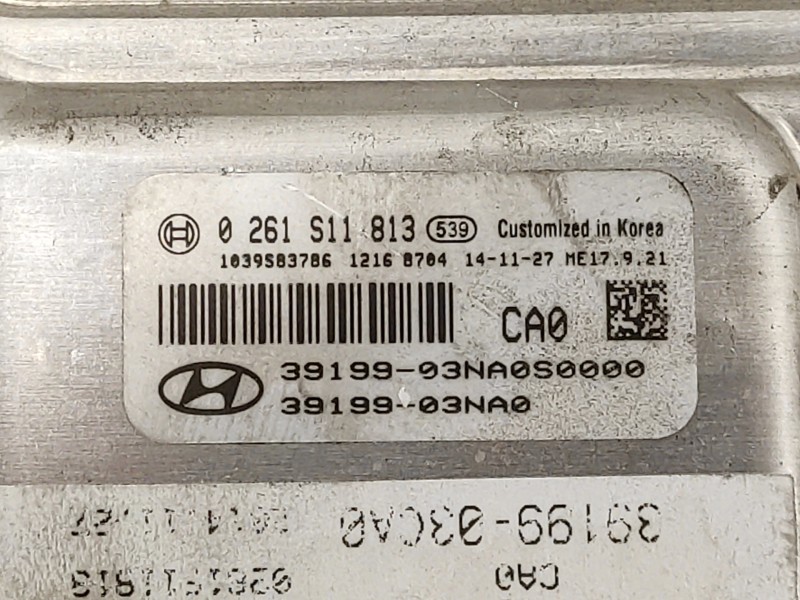 0 261 S11 813 539 Customized in Korea
1039S83786 1216 8704 14-11-27 ME17.9.21
CA0
39199-03NA0S0000
39199-03NA0
39199-03CA0
CA0